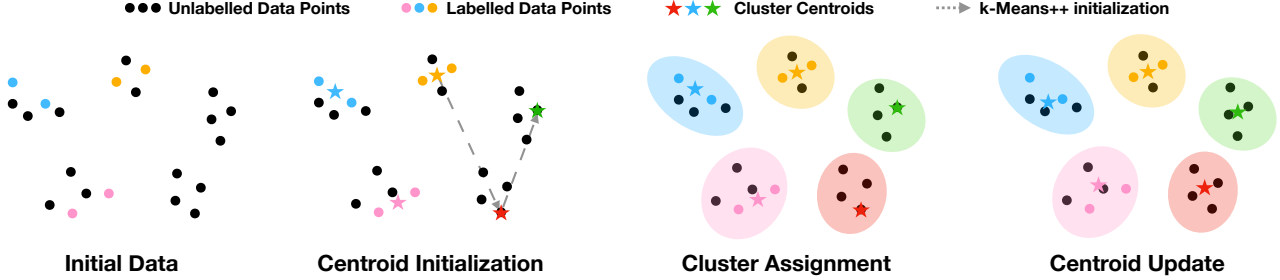 Unlabelled Data Points
Labelled Data Points
Cluster Centroids
k-Means++ initialization
Initial Data
Centroid Initialization
Cluster Assignment
Centroid Update